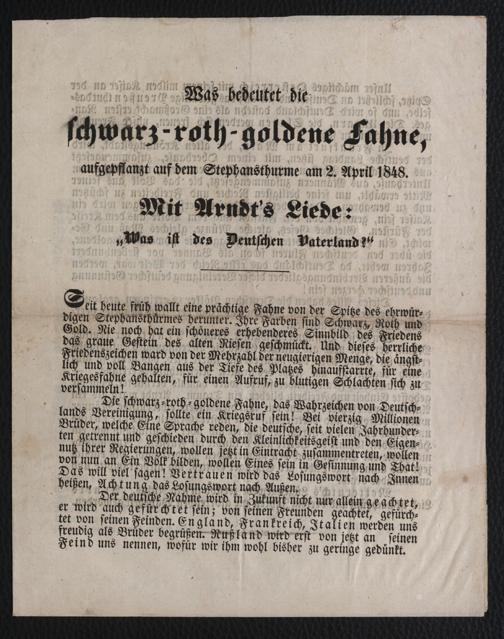 Was bedeutet die
schwarz-roth-goldene Fahne,
aufgepflanzt auf dem Stephansthurme am 2. April 1848.
Mit Arndt's Liede:
„Was ist des Deutschen Vaterland?“
Seit heute früh wallt eine prächtige Fahne von der Spitze des ehrwür-
digen Stephansthurmes herunter. Ihre Farben sind Schwarz, Roth und
Gold. Nie noch hat ein schöneres erhebenderes Sinnbild des Friedens
das graue Gestein des alten Riesen geschmückt. Und dieses herrliche
Friedenszeichen ward von der Mehrzahl der neugierigen Menge, die ängst-
lich und voll Bangen aus der Tiefe des Platzes hinaufstarrte, für eine
Kriegesfahne gehalten, für einen Aufruf, zu blutigen Schlachten sich zu
versammeln!
Die schwarz-roth-goldene Fahne, das Wahrzeichen von Deutsch-
lands Vereinigung, sollte ein Kriegsruf sein! Bei vierzig Millionen
Brüder, welche Eine Sprache reden, die deutsche, seit vielen Jahrhunder-
ten getrennt und geschieden durch den Kleinlichkeitsgeist und den Eigen-
nutz ihrer Regierungen, wollen jetzt in Eintracht zusammentreten, wollen
von nun an Ein Volk bilden, wollen Eines sein in Gesinnung und That!
Das will viel sagen! Vertrauen wird das Losungswort nach Innen
heißen, Achtung das Losungswort nach Außen.
Der deutsche Nahme wird in Zukunft nicht nur allein geachtet,
er wird auch gefürchtet sein; von seinen Freunden geachtet, gefürch-
tet von seinen Feinden. England, Frankreich, Italien werden uns
freudig als Brüder begrüßen. Rußland wird erst von jetzt an seinen
Feind uns nennen, wofür wir ihm wohl bisher zu geringe gedünkt.